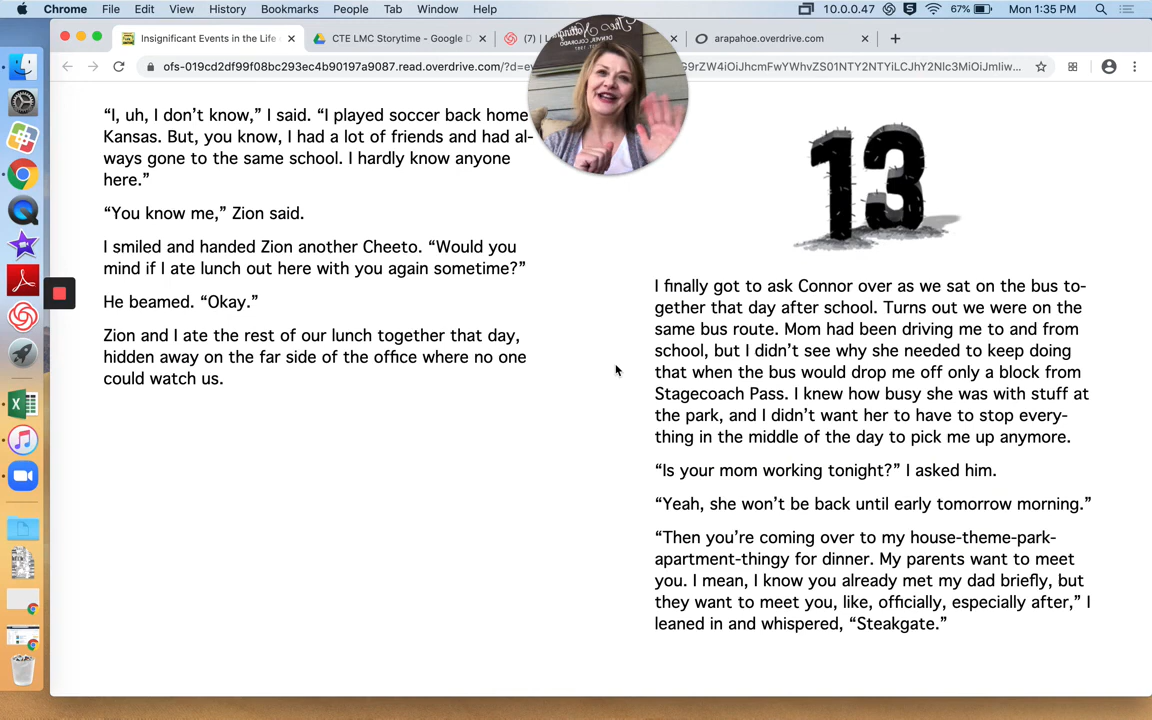 Chrome File Edit View History Bookmarks People Tab Window Help 10.0.0.47 67% Mon 1:35 PM
Insignificant Events in the Life
CTE LMC Storytime - Google D
(7) | L
arapahoe.overdrive.com
ofs-019cd2df99f08bc293ec4b90197a9087.read.overdrive.com/?d=e
“I, uh, I don’t know,” I said. “I played soccer back home
Kansas. But, you know, I had a lot of friends and had al-
ways gone to the same school. I hardly know anyone
here.”
“You know me,” Zion said.
I smiled and handed Zion another Cheeto. “Would you
mind if I ate lunch out here with you again sometime?”
He beamed. “Okay.”
Zion and I ate the rest of our lunch together that day,
hidden away on the far side of the office where no one
could watch us.
13
I finally got to ask Connor over as we sat on the bus to-
gether that day after school. Turns out we were on the
same bus route. Mom had been driving me to and from
school, but I didn’t see why she needed to keep doing
that when the bus would drop me off only a block from
Stagecoach Pass. I knew how busy she was with stuff at
the park, and I didn’t want her to have to stop every-
thing in the middle of the day to pick me up anymore.
“Is your mom working tonight?” I asked him.
“Yeah, she won’t be back until early tomorrow morning.”
“Then you’re coming over to my house-theme-park-
apartment-thingy for dinner. My parents want to meet
you. I mean, I know you already met my dad briefly, but
they want to meet you, like, officially, especially after,” I
leaned in and whispered, “Steakgate.”